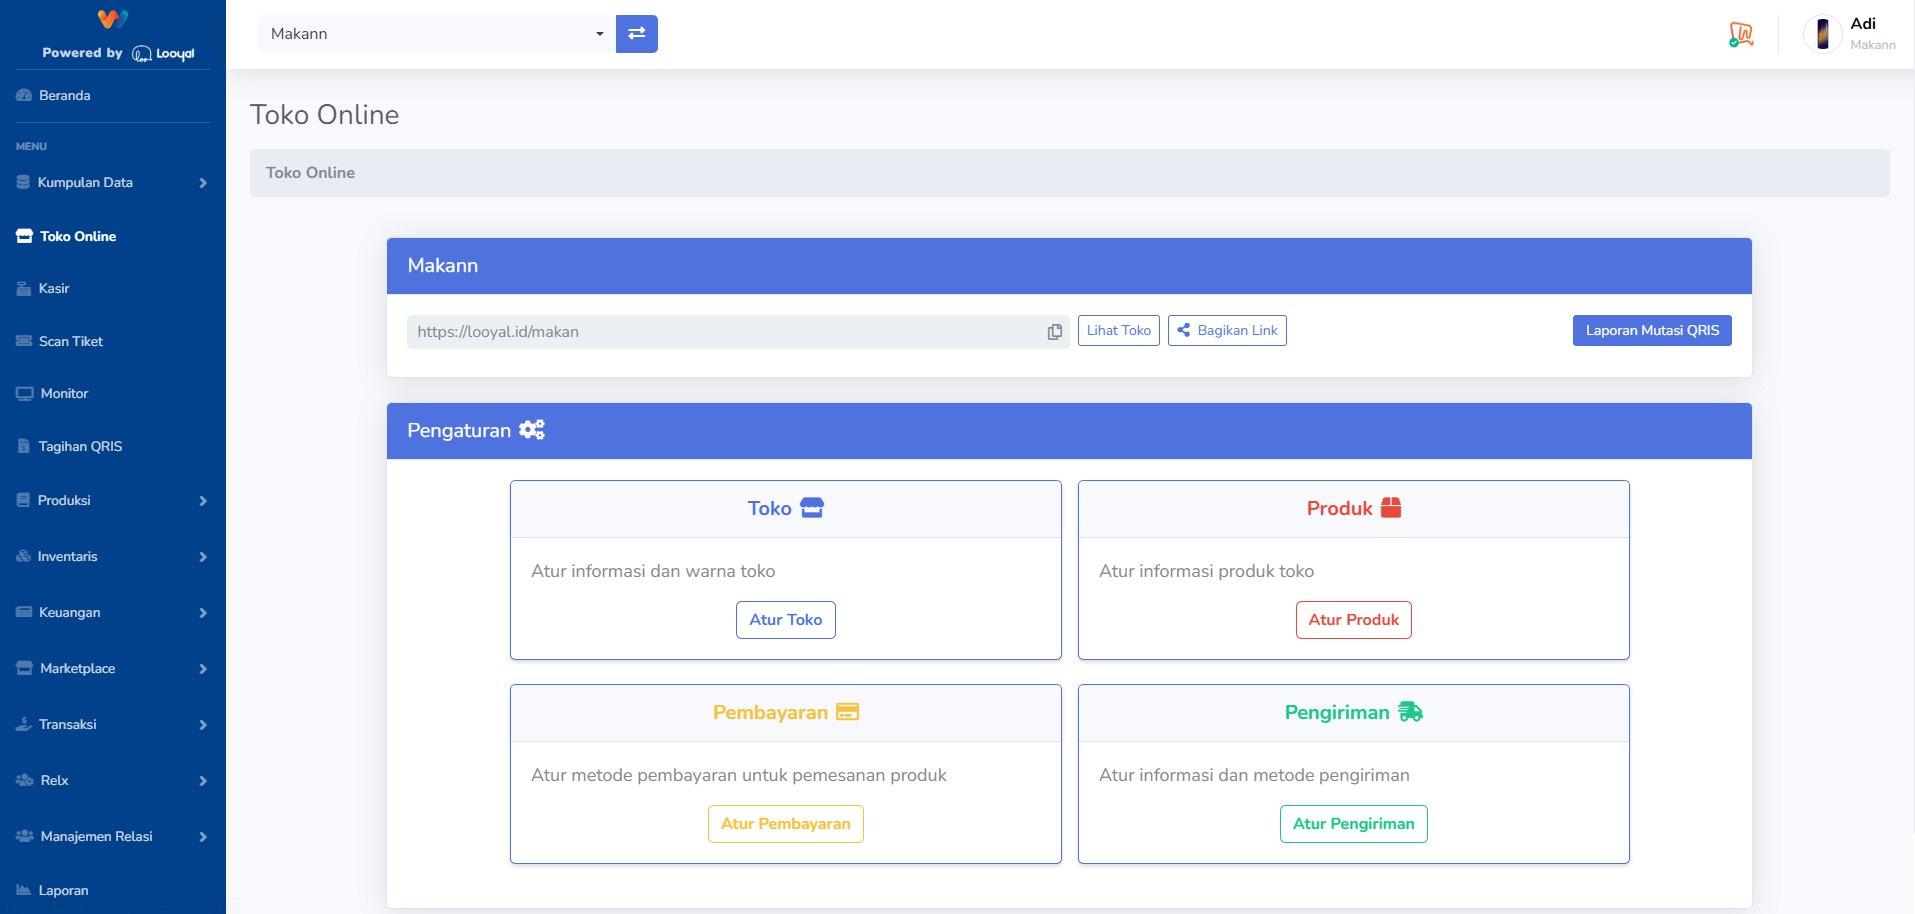 Powered by Looyal
Beranda
MENU
Kumpulan Data
Toko Online
Kasir
Scan Tiket
Monitor
Tagihan QRIS
Produksi
Inventaris
Keuangan
Marketplace
Transaksi
Relx
Manajemen Relasi
Laporan
Makann
Adi
Makann
Toko Online
Toko Online
Makann
https://looyal.id/makan
Lihat Toko
Bagikan Link
Laporan Mutasi QRIS
Pengaturan
Toko
Atur informasi dan warna toko
Atur Toko
Produk
Atur informasi produk toko
Atur Produk
Pembayaran
Atur metode pembayaran untuk pemesanan produk
Atur Pembayaran
Pengiriman
Atur informasi dan metode pengiriman
Atur Pengiriman